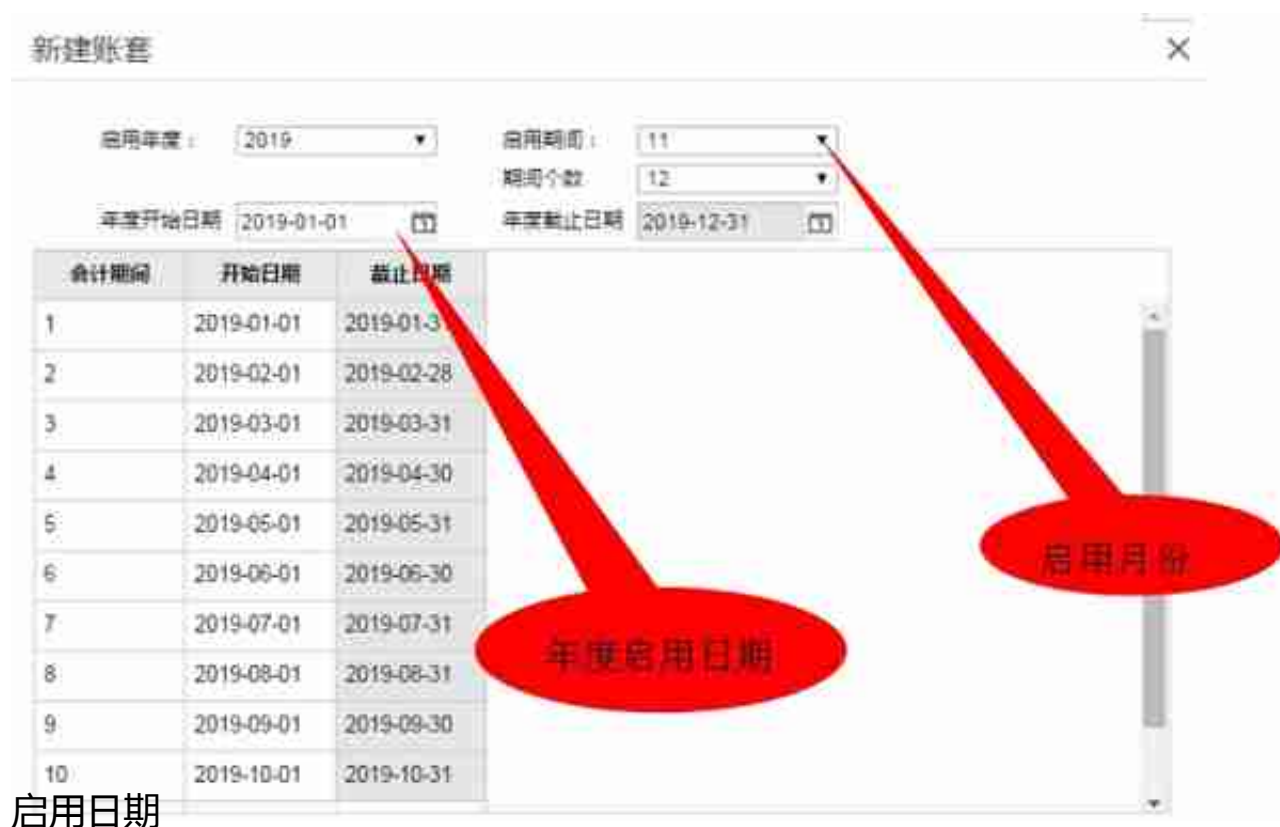 新建账套
启用年度： 2019 启用期间： 11
期间个数 12
年度开始日期 2019-01-01 年度截止日期 2019-12-31
会计期间 开始日期 截止日期
1 2019-01-01 2019-01-31
2 2019-02-01 2019-02-28
3 2019-03-01 2019-03-31
4 2019-04-01 2019-04-30
5 2019-05-01 2019-05-31
启用月份
6 2019-06-01 2019-06-30
7 2019-07-01 2019-07-31
年度启用日期
8 2019-08-01 2019-08-31
9 2019-09-01 2019-09-30
10 2019-10-01 2019-10-31
启用日期